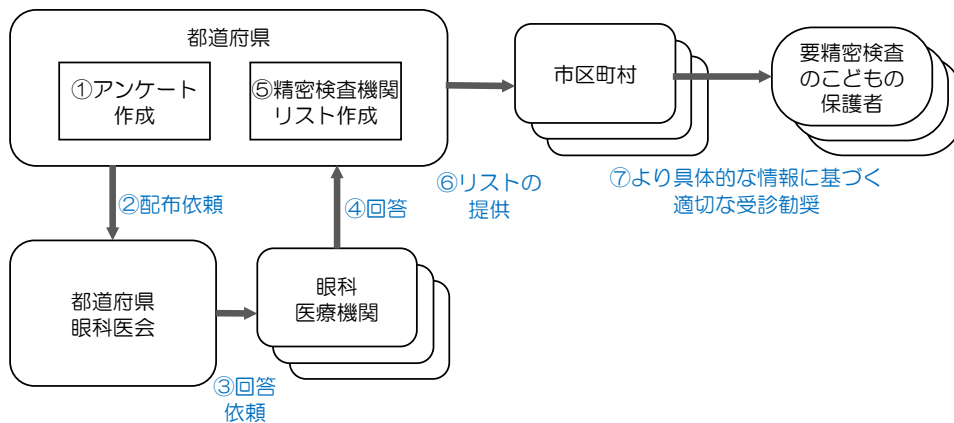 都道府県
①アンケート
作成
⑤精密検査機関
リスト作成
市区町村
要精密検査
のこどもの
保護者
②配布依頼
④回答
⑥リストの
提供
⑦より具体的な情報に基づく
適切な受診勧奨
都道府県
眼科医会
眼科
医療機関
③回答
依頼